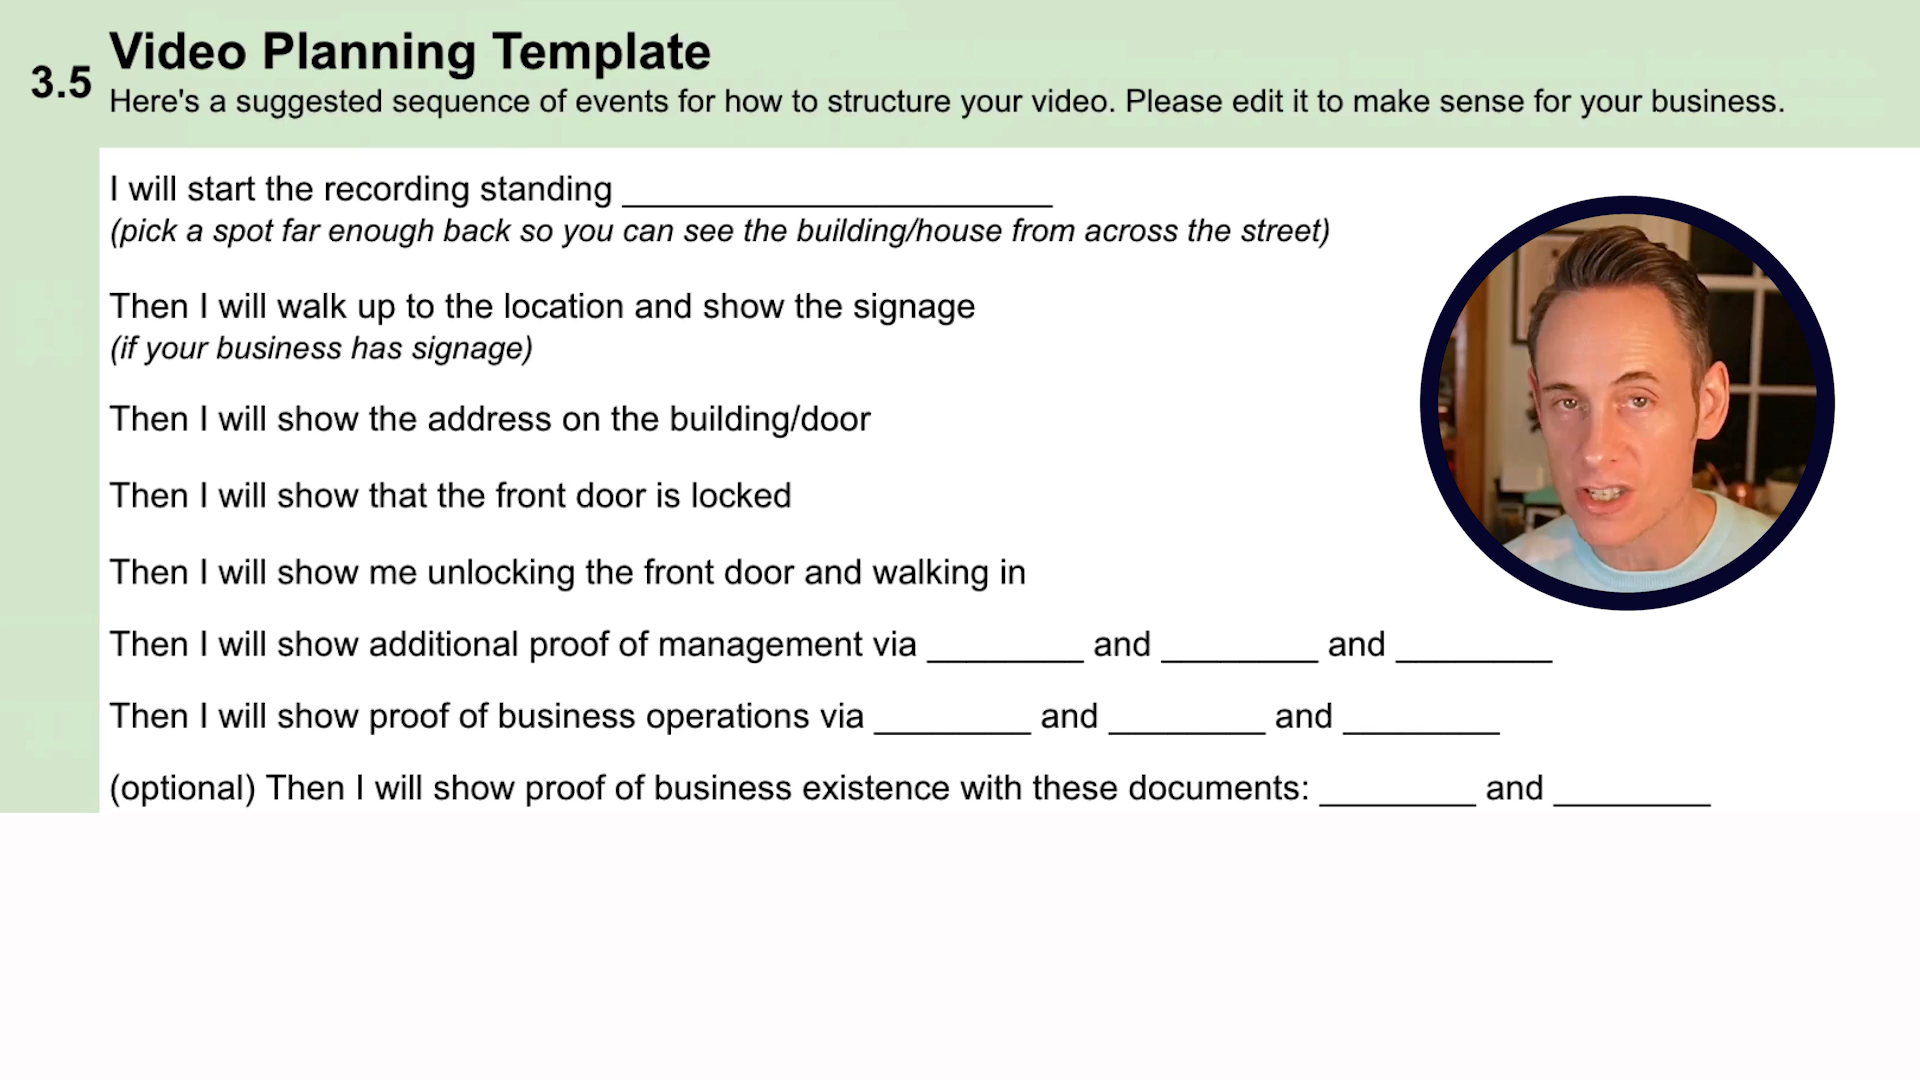 Video Planning Template
3.5
Here's a suggested sequence of events for how to structure your video. Please edit it to make sense for your business.
I will start the recording standing ______________________
(pick a spot far enough back so you can see the building/house from across the street)
Then I will walk up to the location and show the signage
(if your business has signage)
Then I will show the address on the building/door
Then I will show that the front door is locked
Then I will show me unlocking the front door and walking in
Then I will show additional proof of management via ________ and ________ and ________
Then I will show proof of business operations via ________ and ________ and ________
(optional) Then I will show proof of business existence with these documents: ________ and ________